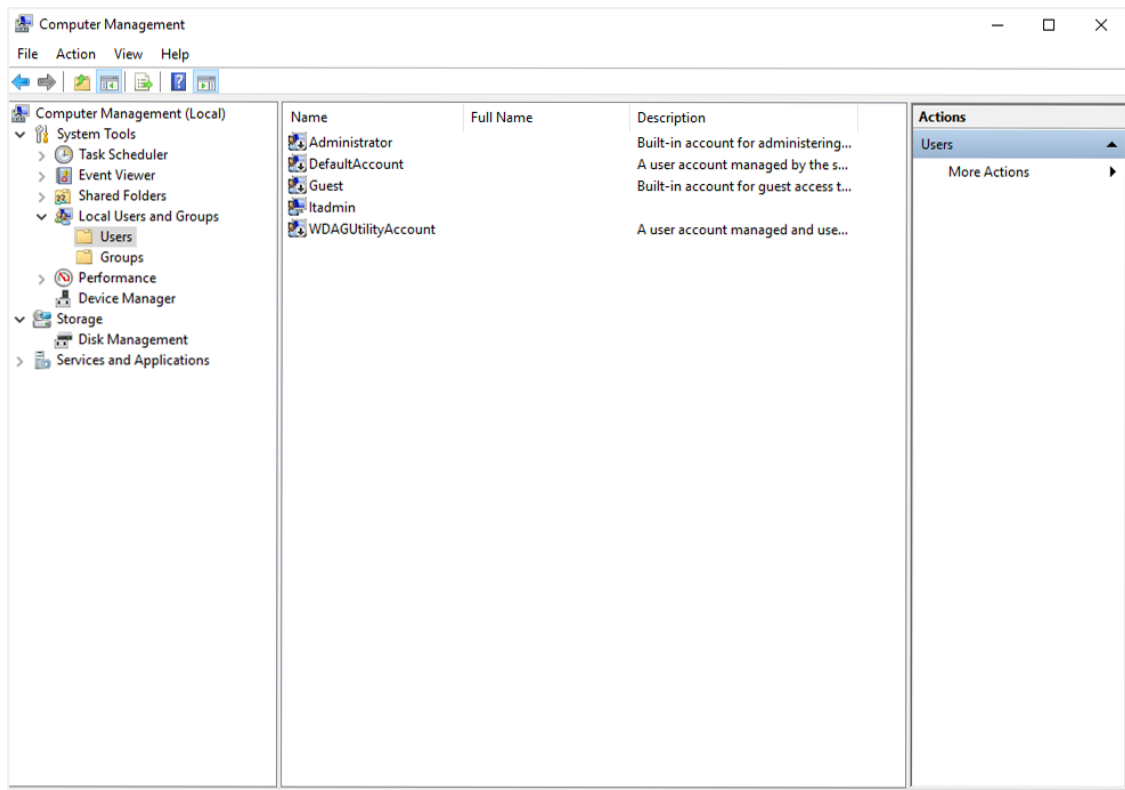 Computer Management
File Action View Help
Computer Management (Local)
System Tools
Task Scheduler
Event Viewer
Shared Folders
Local Users and Groups
Users
Groups
Performance
Device Manager
Storage
Disk Management
Services and Applications
Name Full Name Description
Administrator Built-in account for administering...
DefaultAccount A user account managed by the s...
Guest Built-in account for guest access t...
ltadmin
WDAGUtilityAccount A user account managed and use...
Actions
Users
More Actions